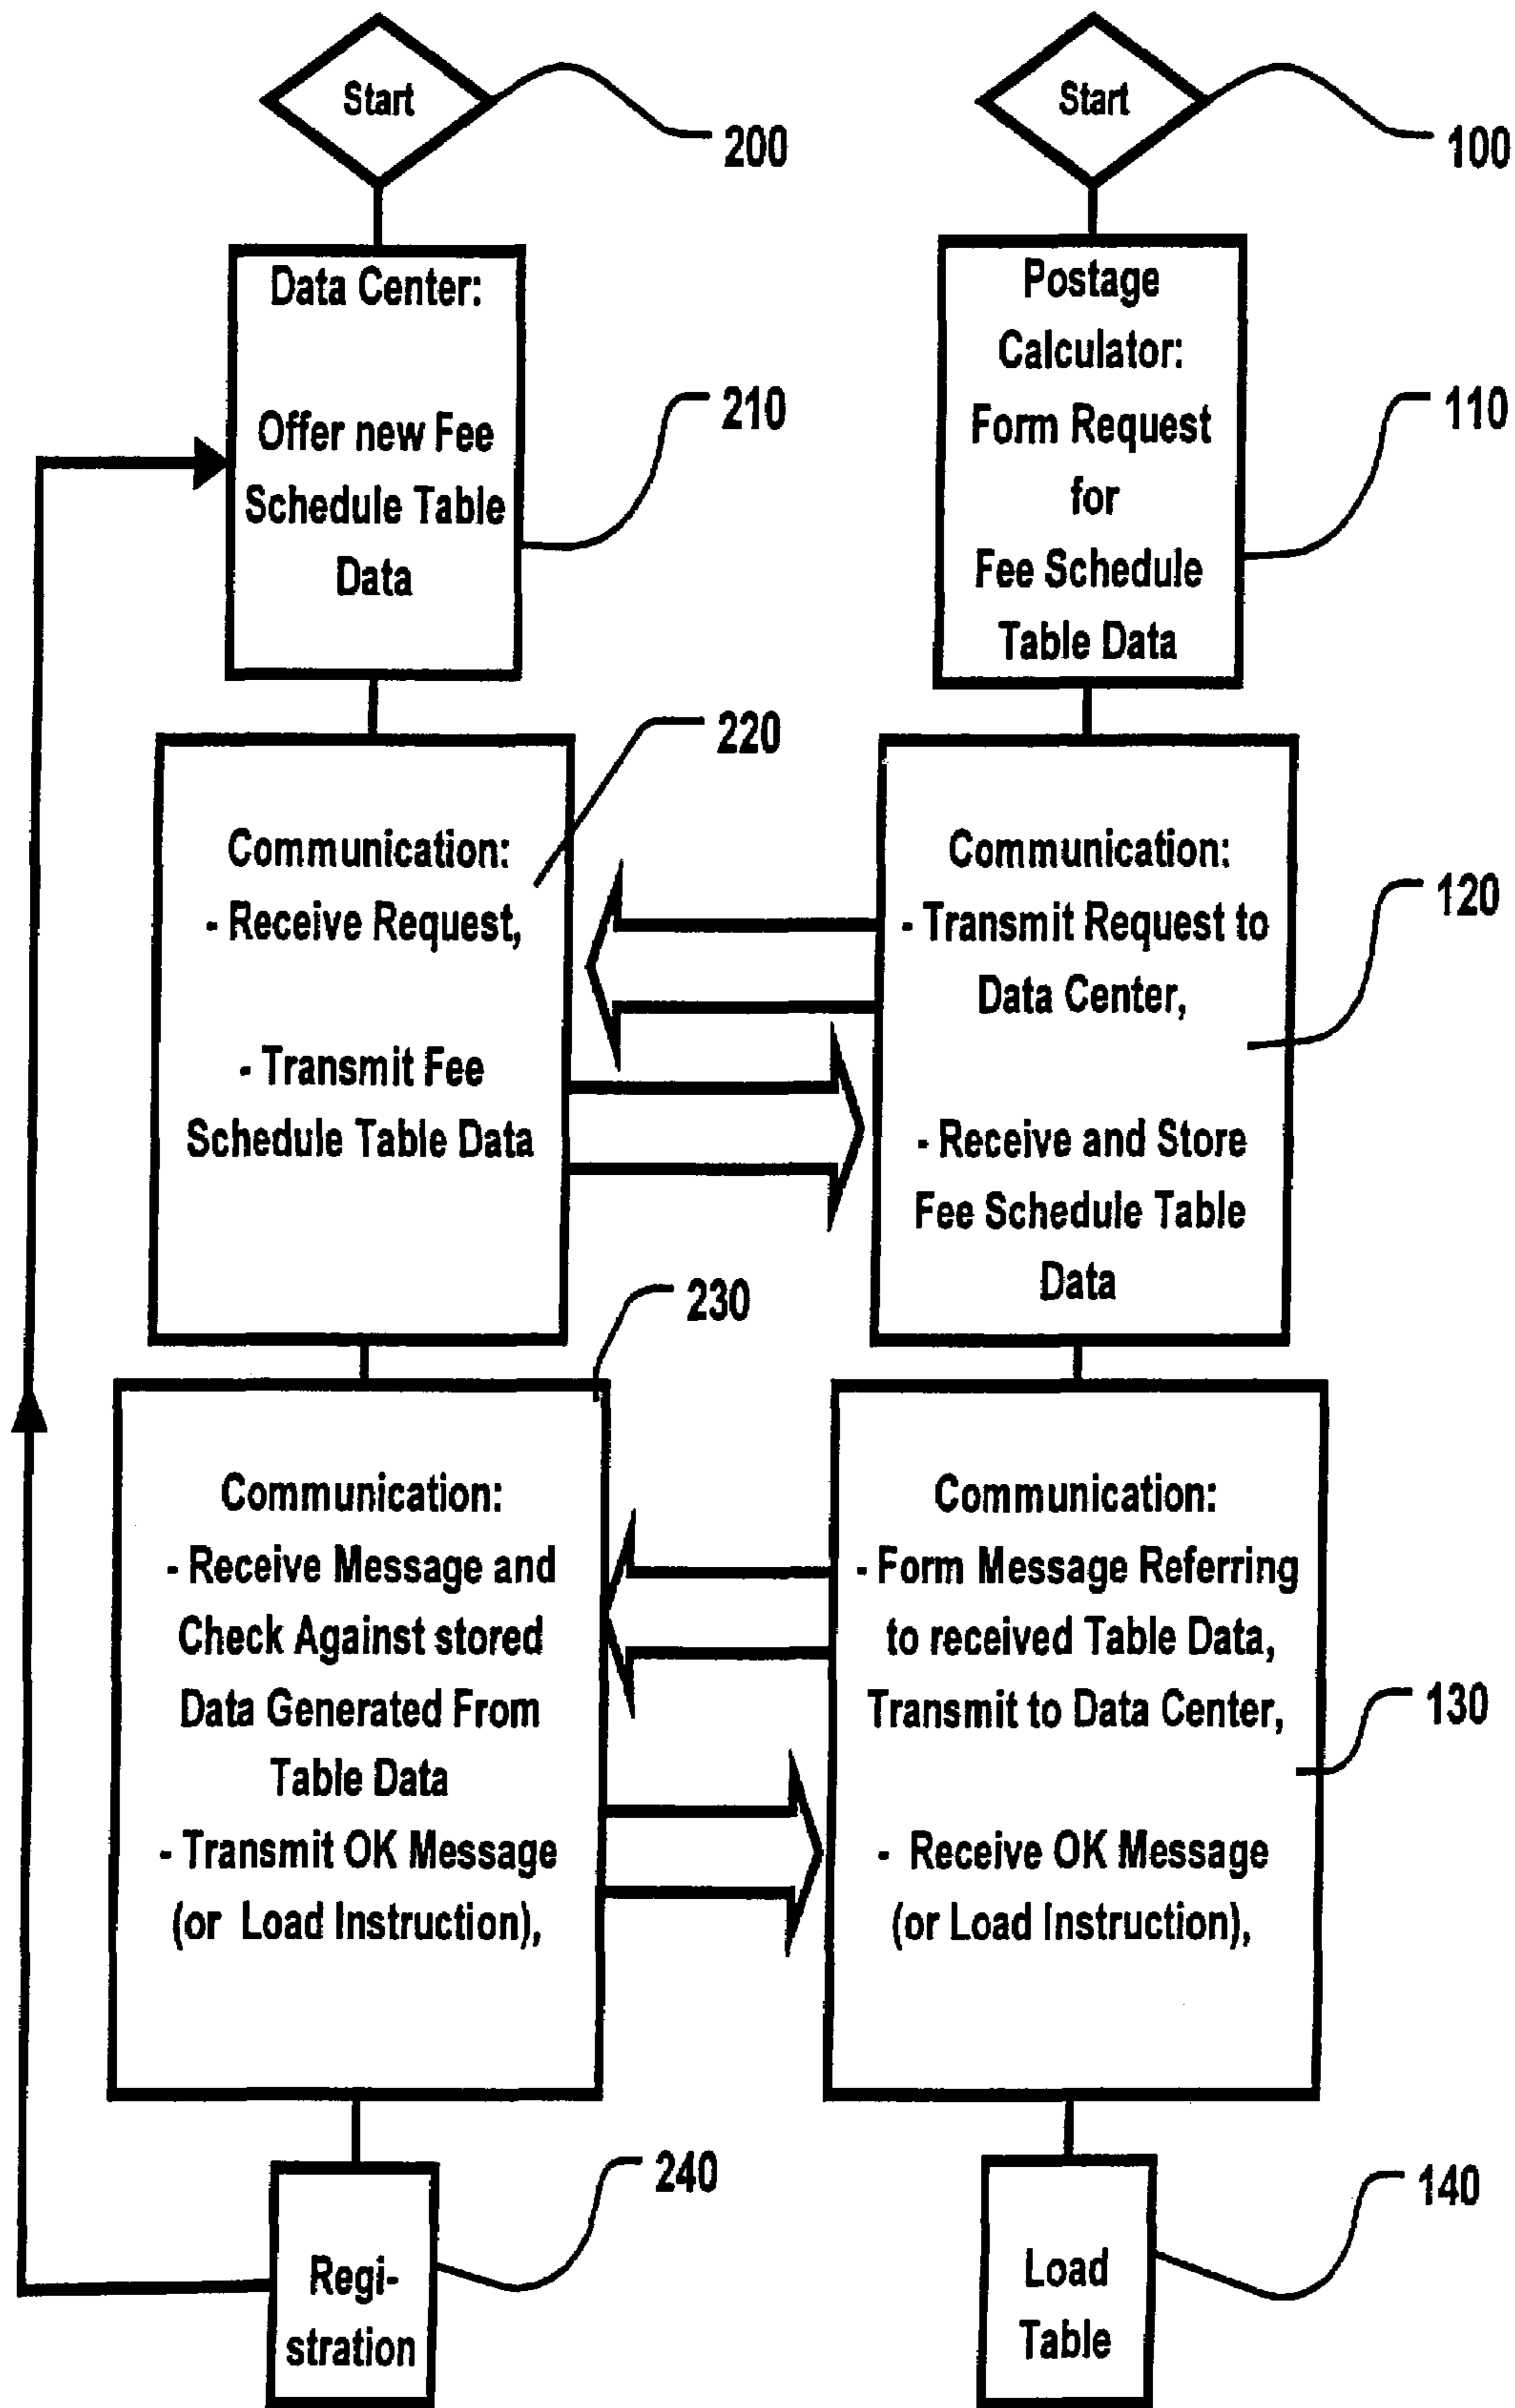 Start
200
Data Center:
Offer new Fee
Schedule Table
Data
210
Communication:
- Receive Request,
- Transmit Fee
Schedule Table Data
220
Communication:
- Receive Message and
Check Against stored
Data Generated From
Table Data
- Transmit OK Message
(or Load Instruction),
230
Regi-
stration
240
Start
100
Postage
Calculator:
Form Request
for
Fee Schedule
Table Data
110
Communication:
- Transmit Request to
Data Center,
- Receive and Store
Fee Schedule Table
Data
120
Communication:
- Form Message Referring
to received Table Data,
Transmit to Data Center,
- Receive OK Message
(or Load Instruction),
130
Load
Table
140